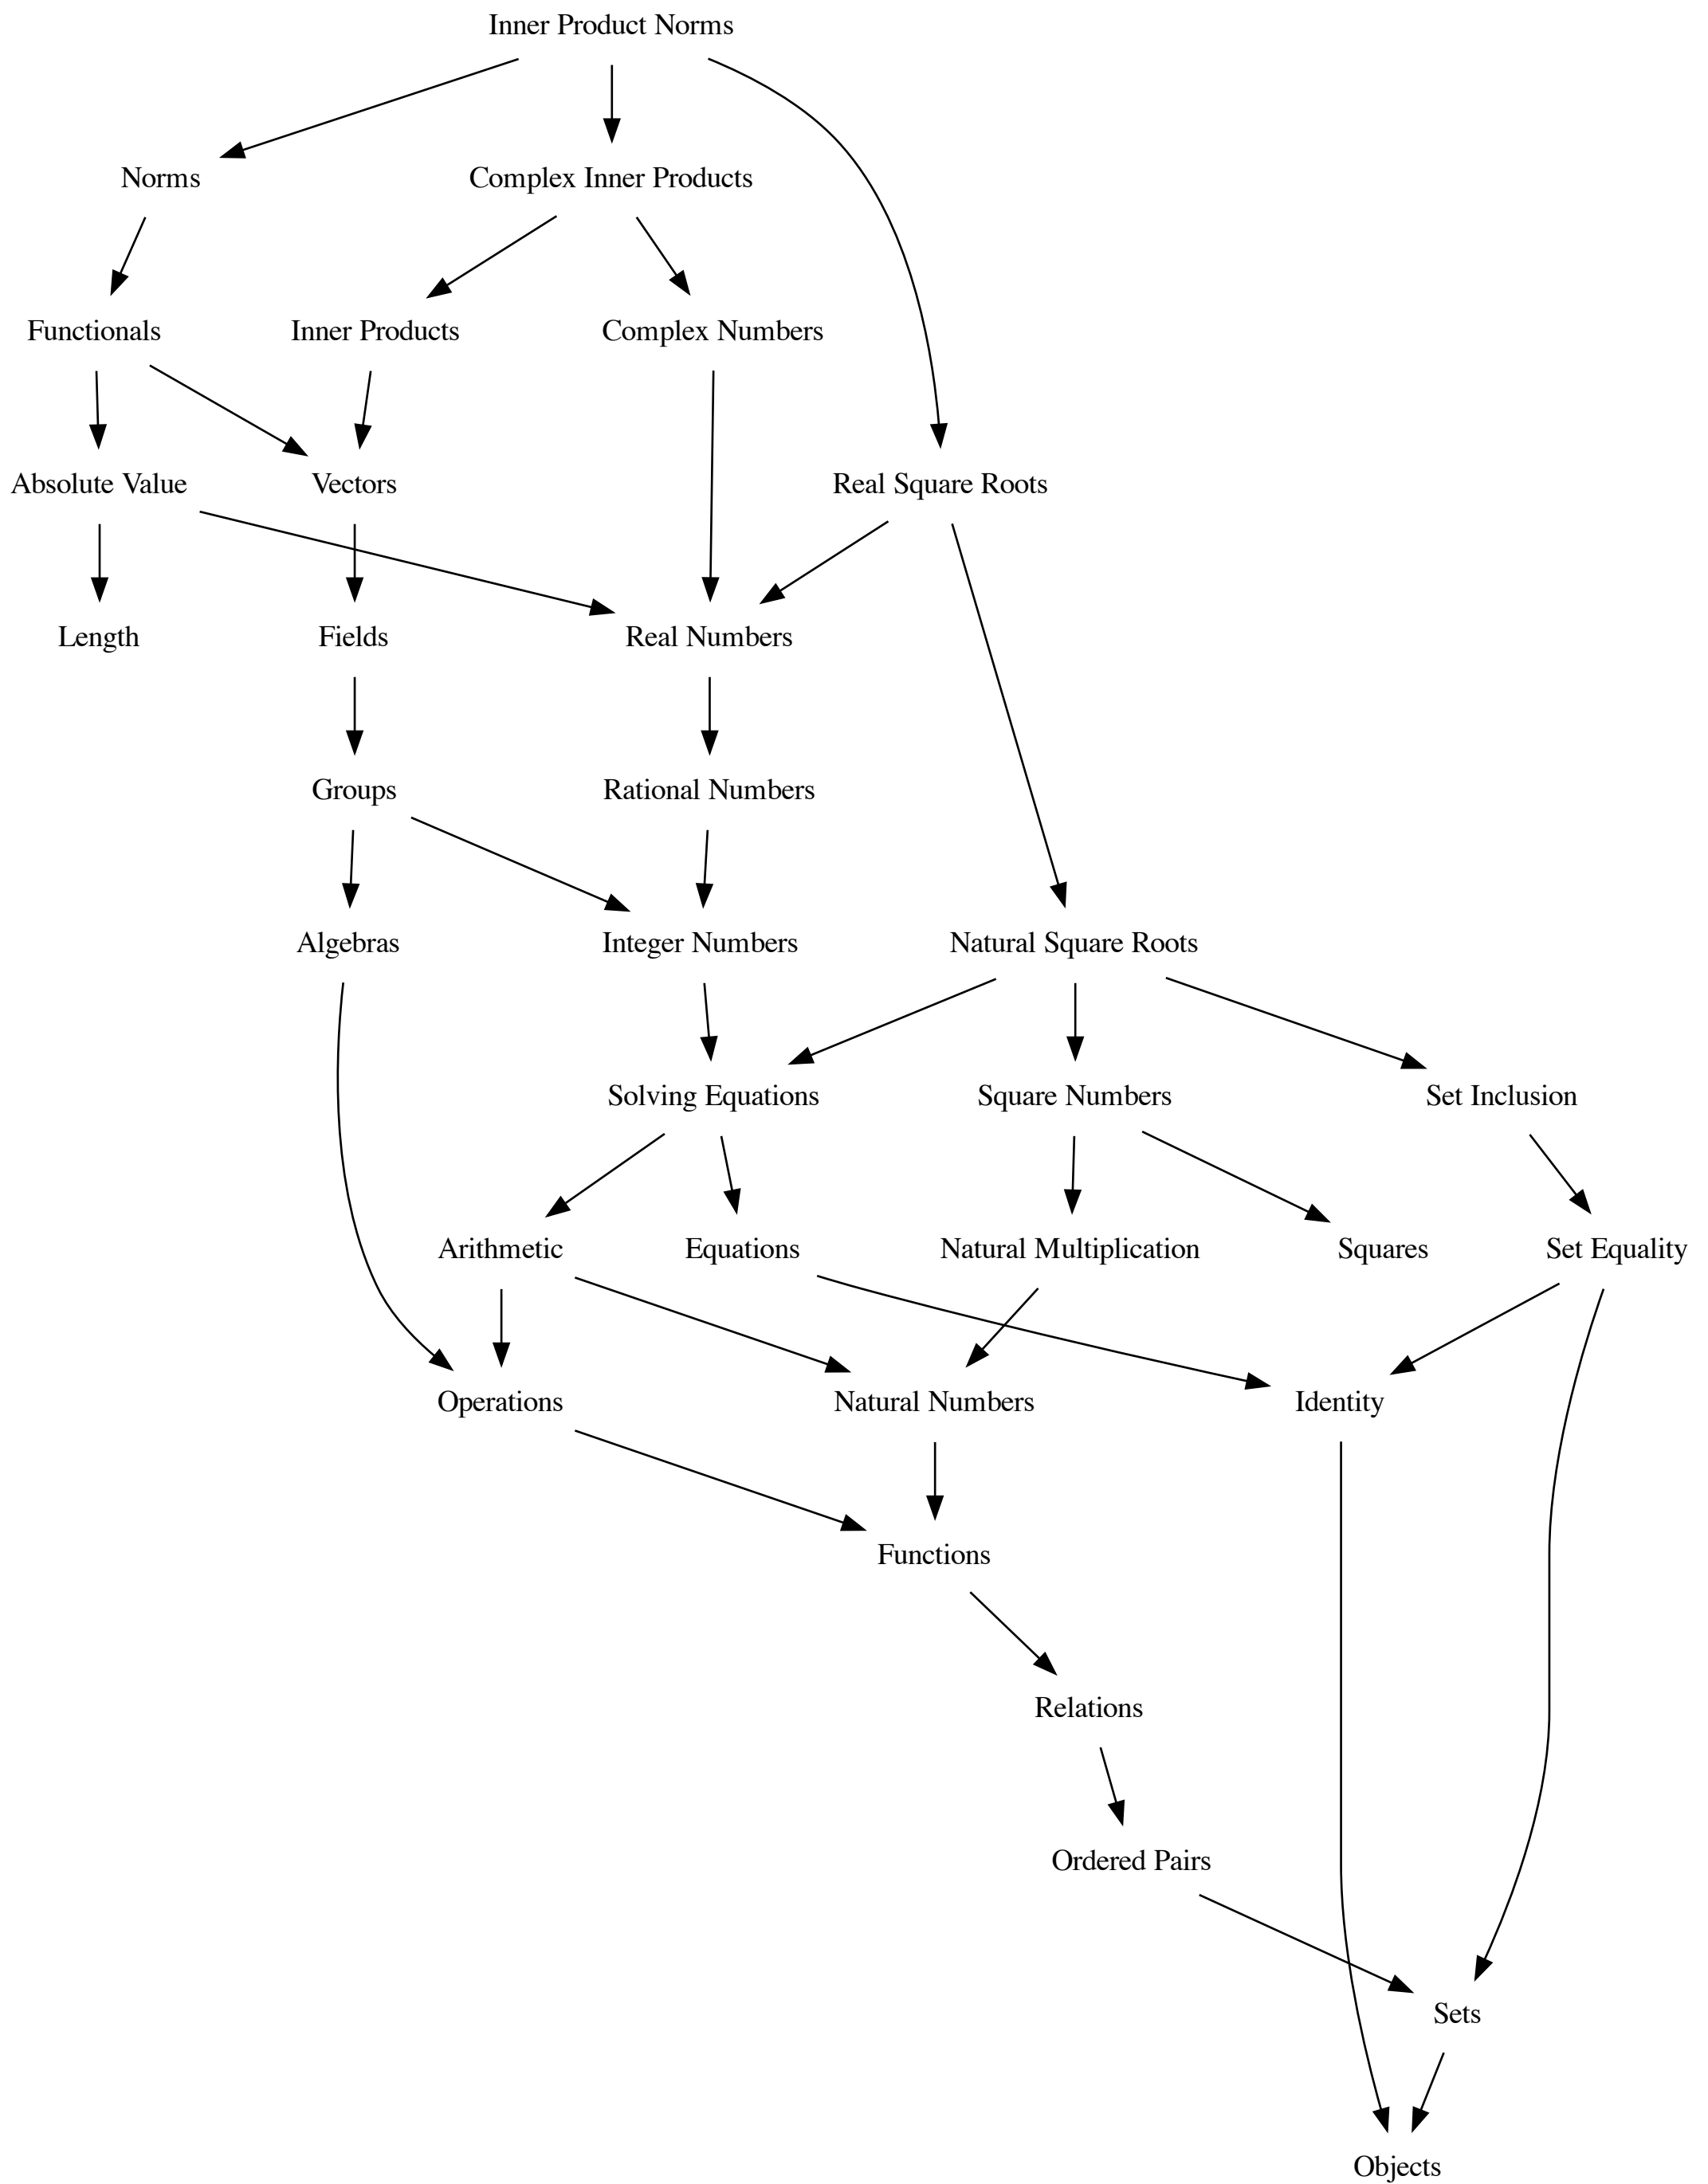 Inner Product Norms
Norms
Complex Inner Products
Functionals
Inner Products
Complex Numbers
Absolute Value
Vectors
Real Square Roots
Length
Fields
Real Numbers
Groups
Rational Numbers
Algebras
Integer Numbers
Natural Square Roots
Solving Equations
Square Numbers
Set Inclusion
Arithmetic
Equations
Natural Multiplication
Squares
Set Equality
Operations
Natural Numbers
Identity
Functions
Relations
Ordered Pairs
Sets
Objects